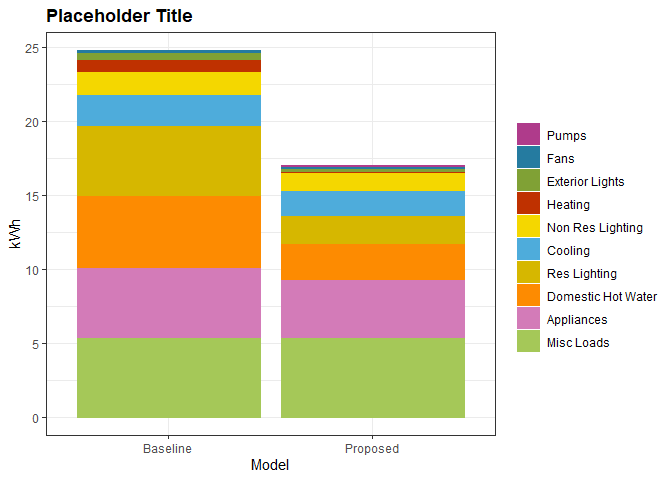 Placeholder Title
25
20
15
10
5
0
kWh
Baseline
Proposed
Model
Pumps
Fans
Exterior Lights
Heating
Non Res Lighting
Cooling
Res Lighting
Domestic Hot Water
Appliances
Misc Loads